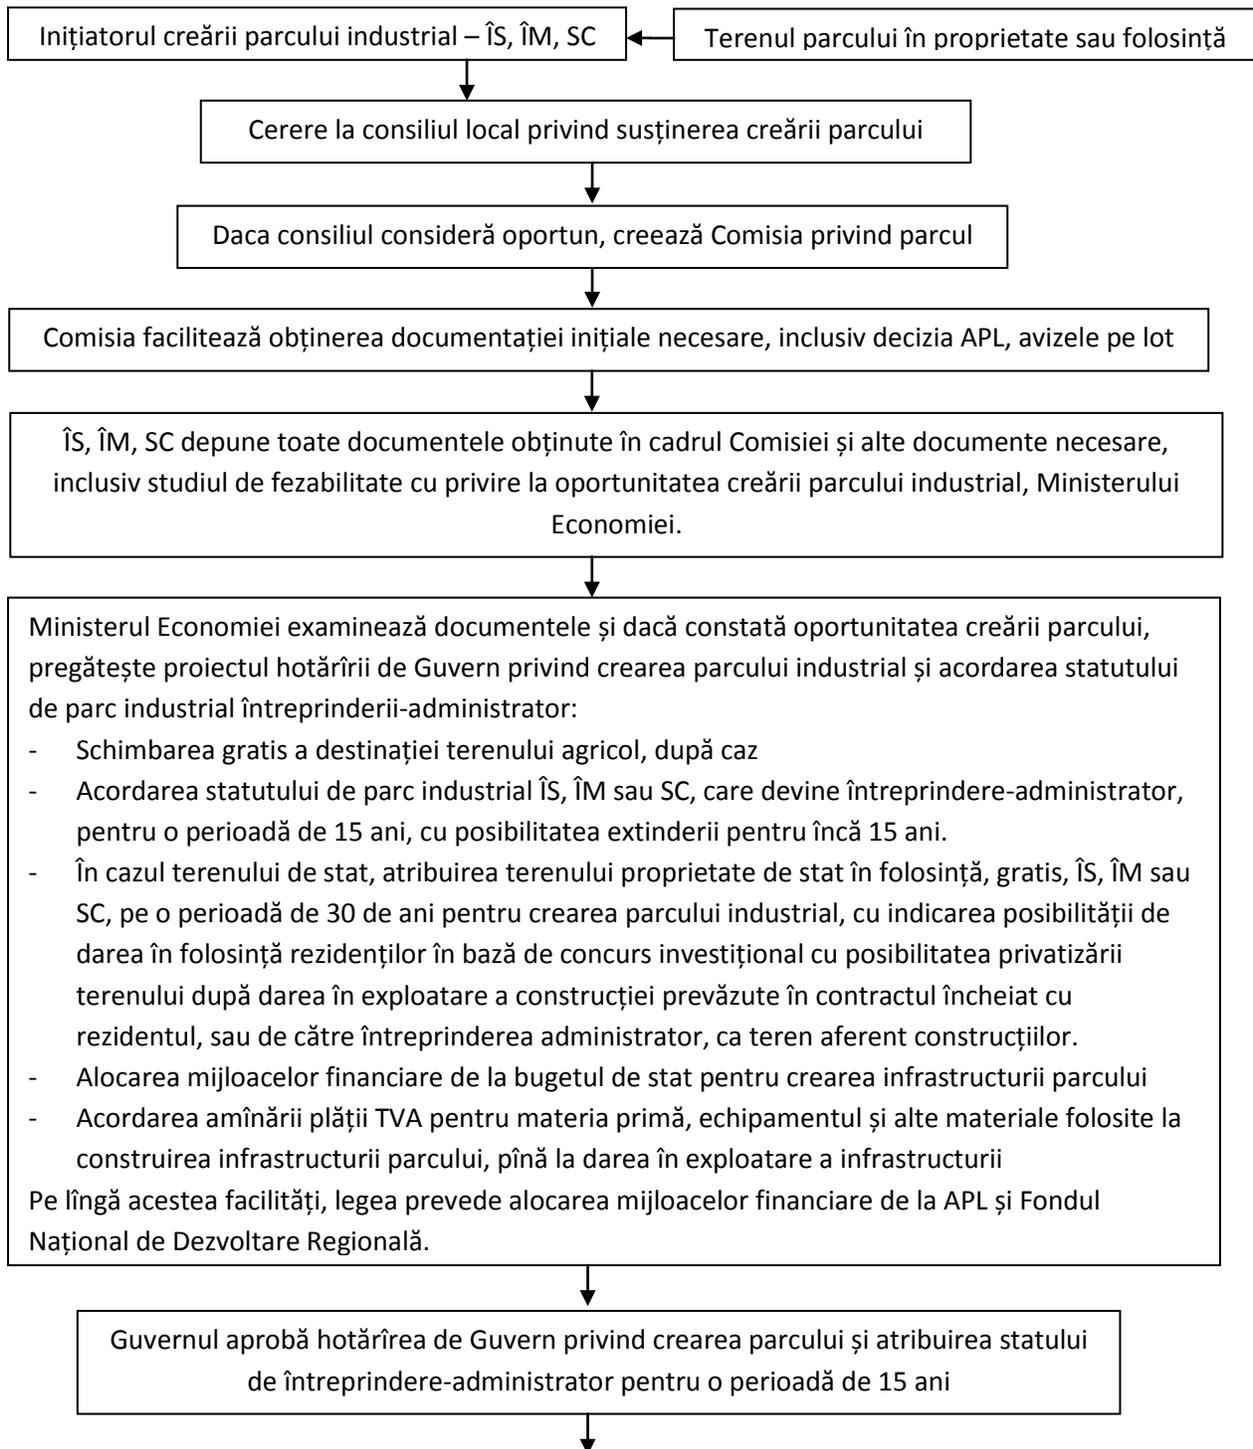 Inițiatorul creării parcului industrial – ÎS, ÎM, SC
Terenul parcului în proprietate sau folosință
Cerere la consiliul local privind susținerea creării parcului
Daca consiliul consideră oportun, creează Comisia privind parcul
Comisia facilitează obținerea documentației inițiale necesare, inclusiv decizia APL, avizele pe lot
ÎS, ÎM, SC depune toate documentele obținute în cadrul Comisiei și alte documente necesare,
inclusiv studiul de fezabilitate cu privire la oportunitatea creării parcului industrial, Ministerului
Economiei.
Ministerul Economiei examinează documentele și dacă constată oportunitatea creării parcului,
pregătește proiectul hotărîrii de Guvern privind crearea parcului industrial și acordarea statutului
de parc industrial întreprinderii-administrator:
- Schimbarea gratis a destinației terenului agricol, după caz
- Acordarea statutului de parc industrial ÎS, ÎM sau SC, care devine întreprindere-administrator,
pentru o perioadă de 15 ani, cu posibilitatea extinderii pentru încă 15 ani.
- În cazul terenului de stat, atribuirea terenului proprietate de stat în folosință, gratis, ÎS, ÎM sau
SC, pe o perioadă de 30 de ani pentru crearea parcului industrial, cu indicarea posibilității de
darea în folosință rezidenților în bază de concurs investițional cu posibilitatea privatizării
terenului după darea în exploatare a construcției prevăzute în contractul încheiat cu
rezidentul, sau de către întreprinderea administrator, ca teren aferent construcțiilor.
- Alocarea mijloacelor financiare de la bugetul de stat pentru crearea infrastructurii parcului
- Acordarea amînării plății TVA pentru materia primă, echipamentul și alte materiale folosite la
construirea infrastructurii parcului, pînă la darea în exploatare a infrastructurii
Pe lîngă acestea facilități, legea prevede alocarea mijloacelor financiare de la APL și Fondul
Național de Dezvoltare Regională.
Guvernul aprobă hotărîrea de Guvern privind crearea parcului și atribuirea statului
de întreprindere-administrator pentru o perioadă de 15 ani